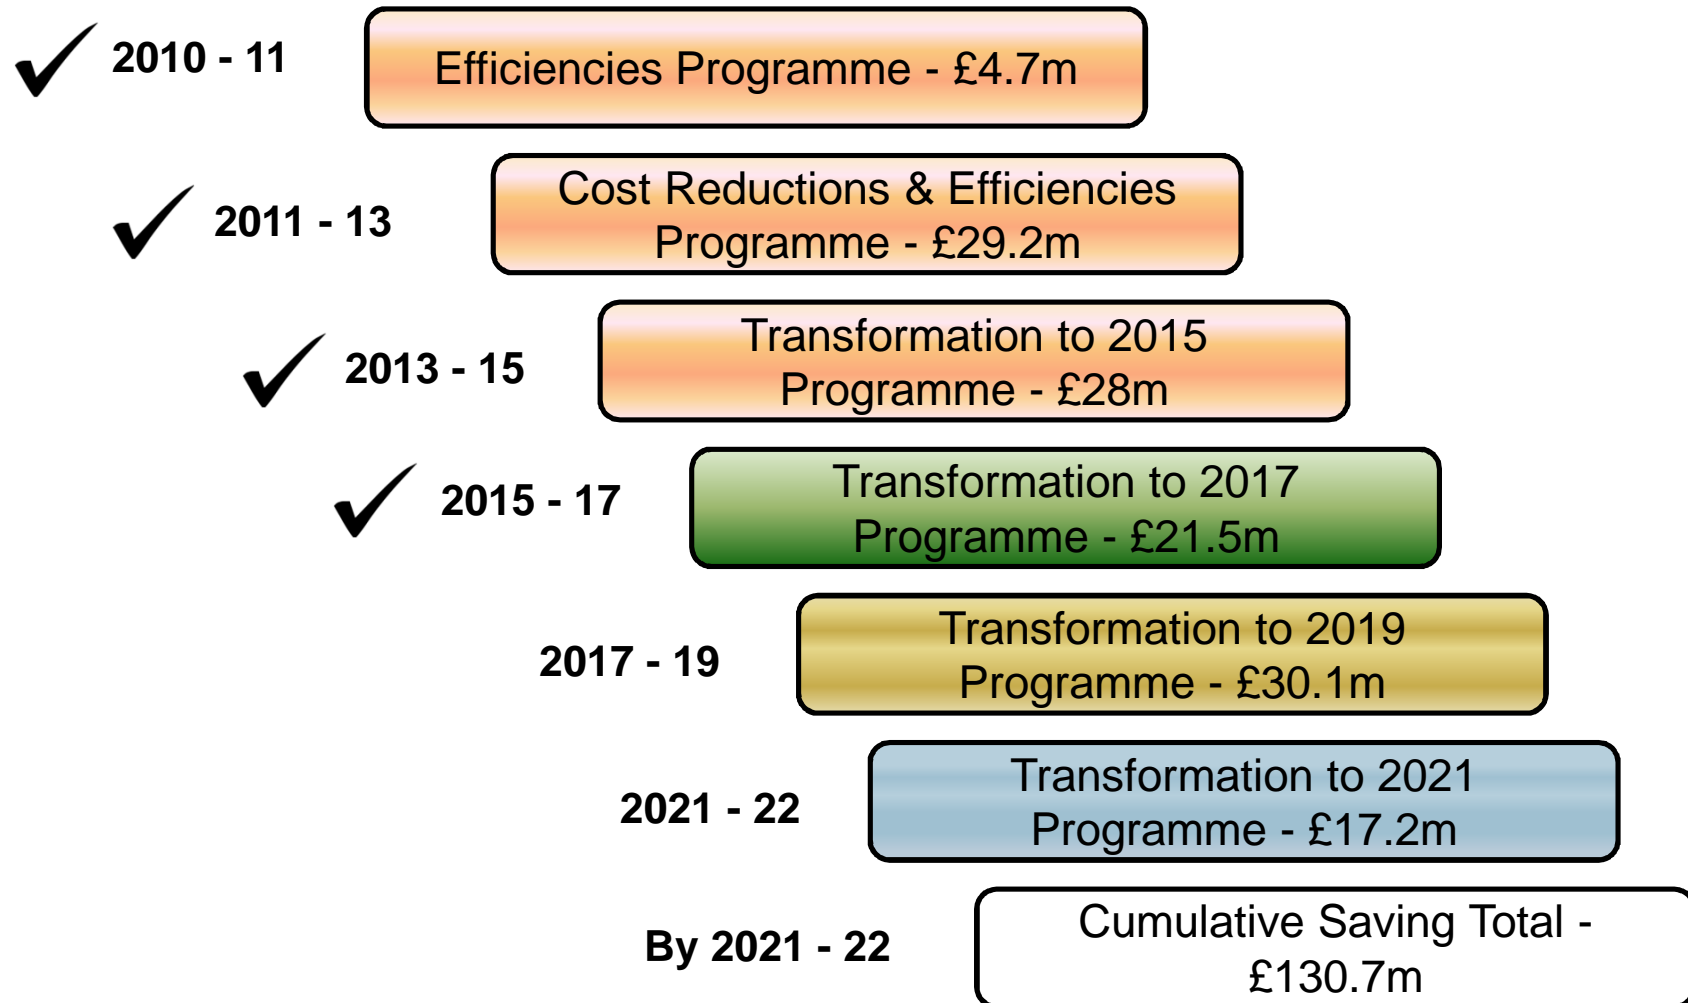 2010 - 11
Efficiencies Programme - £4.7m
2011 - 13
Cost Reductions & Efficiencies
Programme - £29.2m
2013 - 15
Transformation to 2015
Programme - £28m
2015 - 17
Transformation to 2017
Programme - £21.5m
2017 - 19
Transformation to 2019
Programme - £30.1m
2021 - 22
Transformation to 2021
Programme - £17.2m
By 2021 - 22
Cumulative Saving Total -
£130.7m